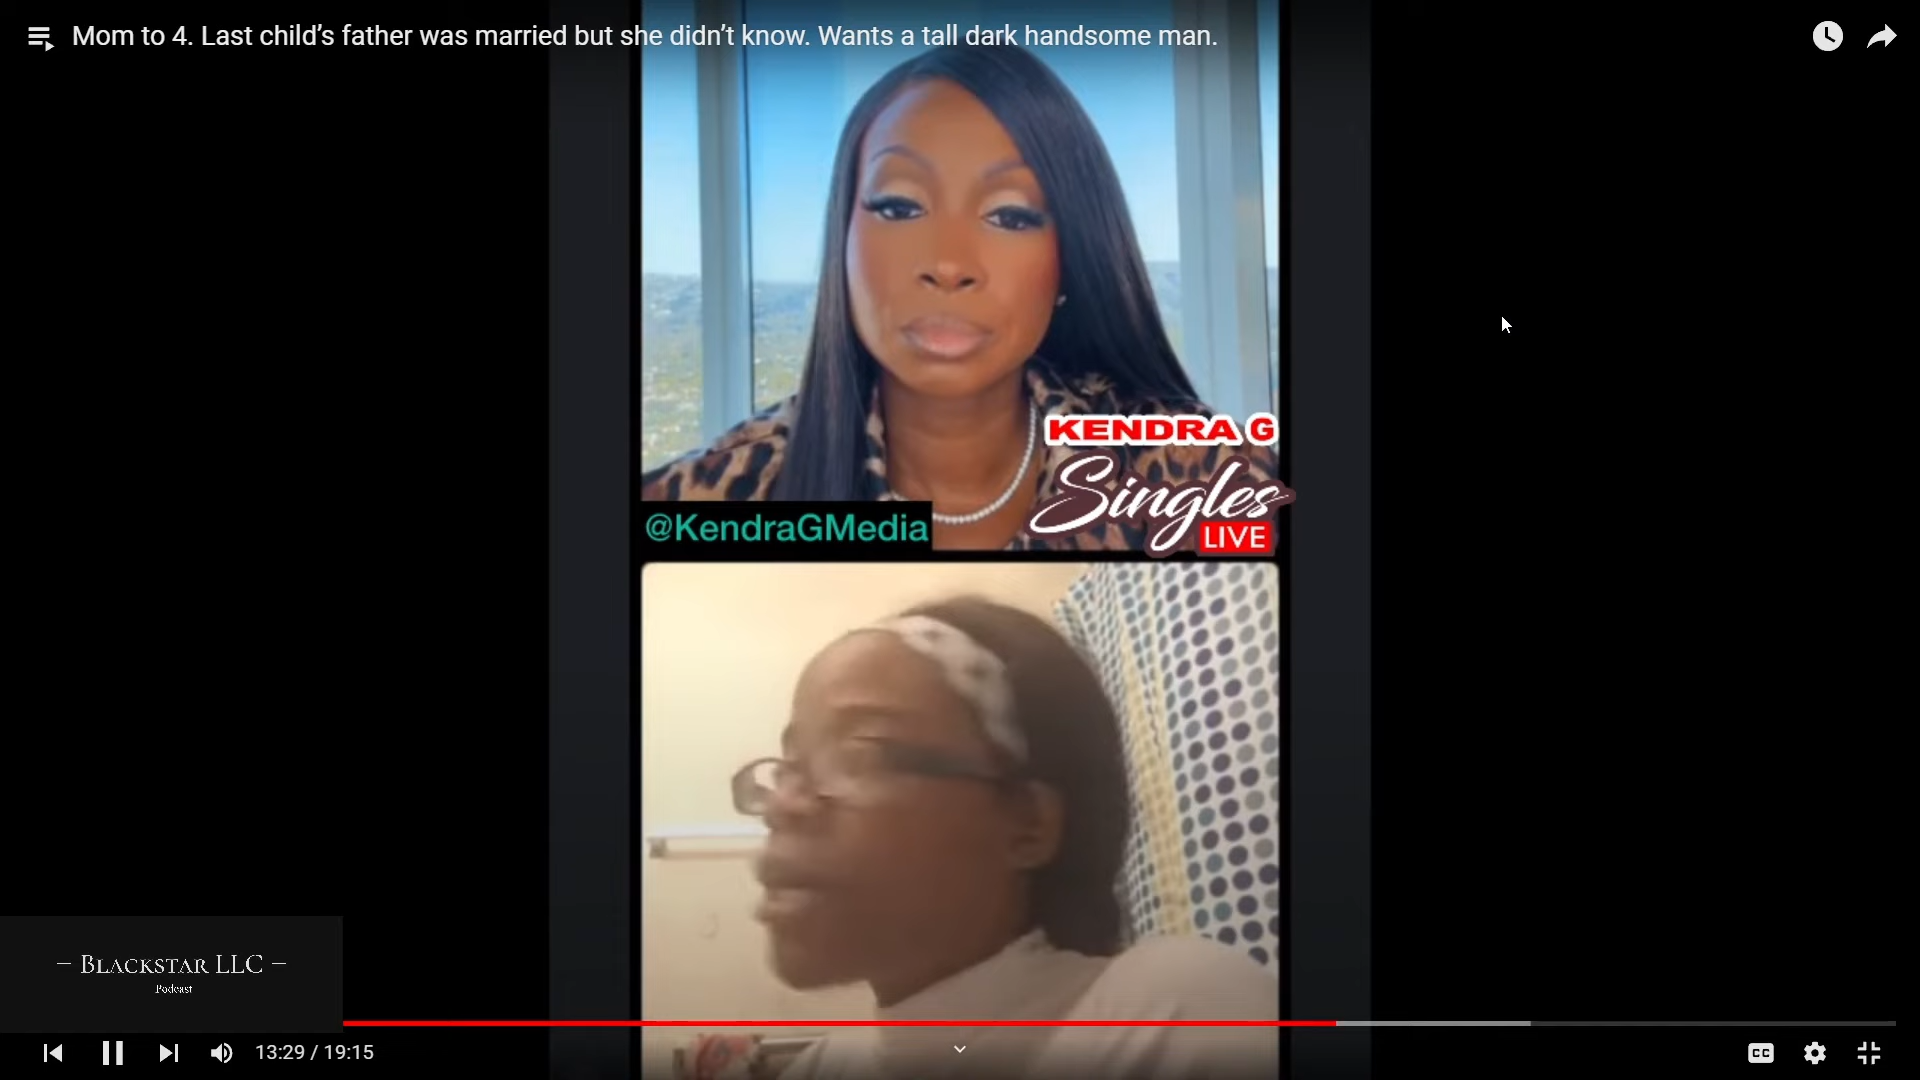 Mom to 4. Last child’s father was married but she didn’t know. Wants a tall dark handsome man.
KENDRA G
Singles
LIVE
@KendraGMedia
— BLACKSTAR LLC —
Podcast
13:29 / 19:15
CC